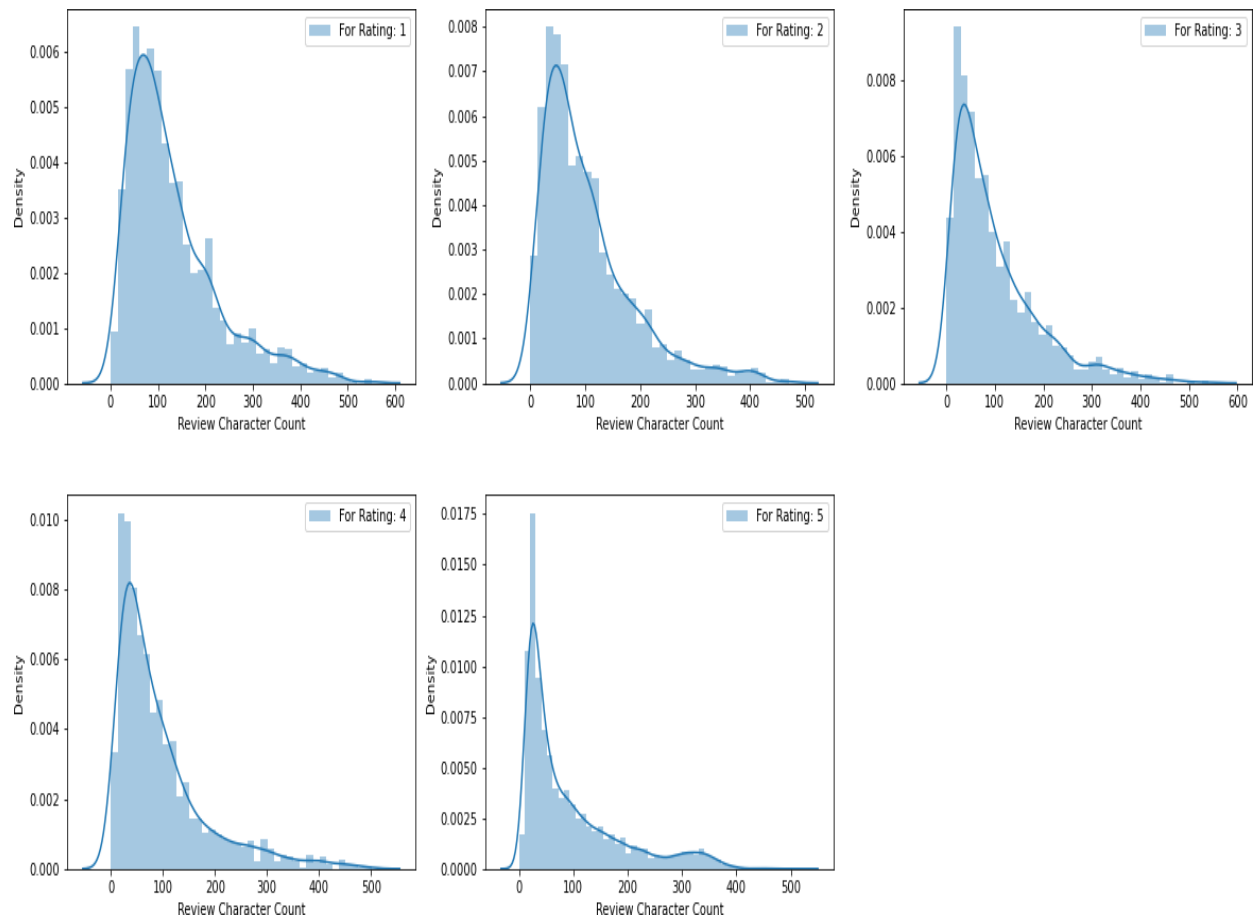 For Rating: 1
0.006
0.005
0.004
0.003
0.002
0.001
0.000
Density
0 100 200 300 400 500 600
Review Character Count
For Rating: 2
0.008
0.007
0.006
0.005
0.004
0.003
0.002
0.001
0.000
Density
0 100 200 300 400 500
Review Character Count
For Rating: 3
0.008
0.006
0.004
0.002
0.000
Density
0 100 200 300 400 500 600
Review Character Count
For Rating: 4
0.010
0.008
0.006
0.004
0.002
0.000
Density
0 100 200 300 400 500
Review Character Count
For Rating: 5
0.0175
0.0150
0.0125
0.0100
0.0075
0.0050
0.0025
0.0000
Density
0 100 200 300 400 500
Review Character Count